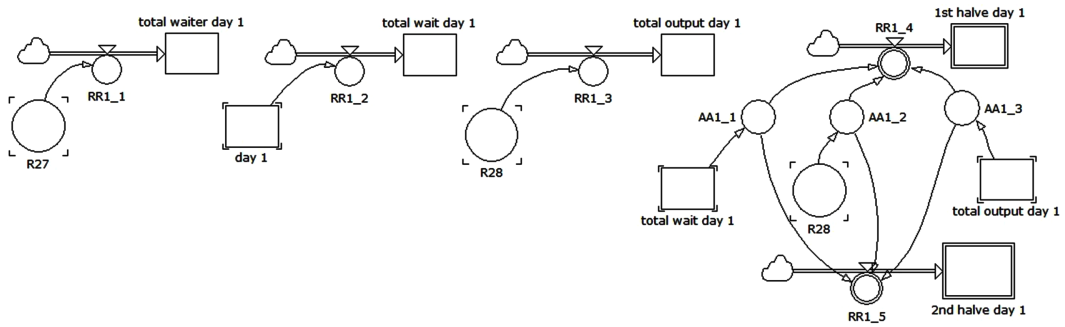 total waiter day 1
RR1_1
R27
total wait day 1
RR1_2
day 1
total output day 1
RR1_3
R28
1st halve day 1
RR1_4
AA1_1
AA1_2
AA1_3
total wait day 1
R28
total output day 1
RR1_5
2nd halve day 1